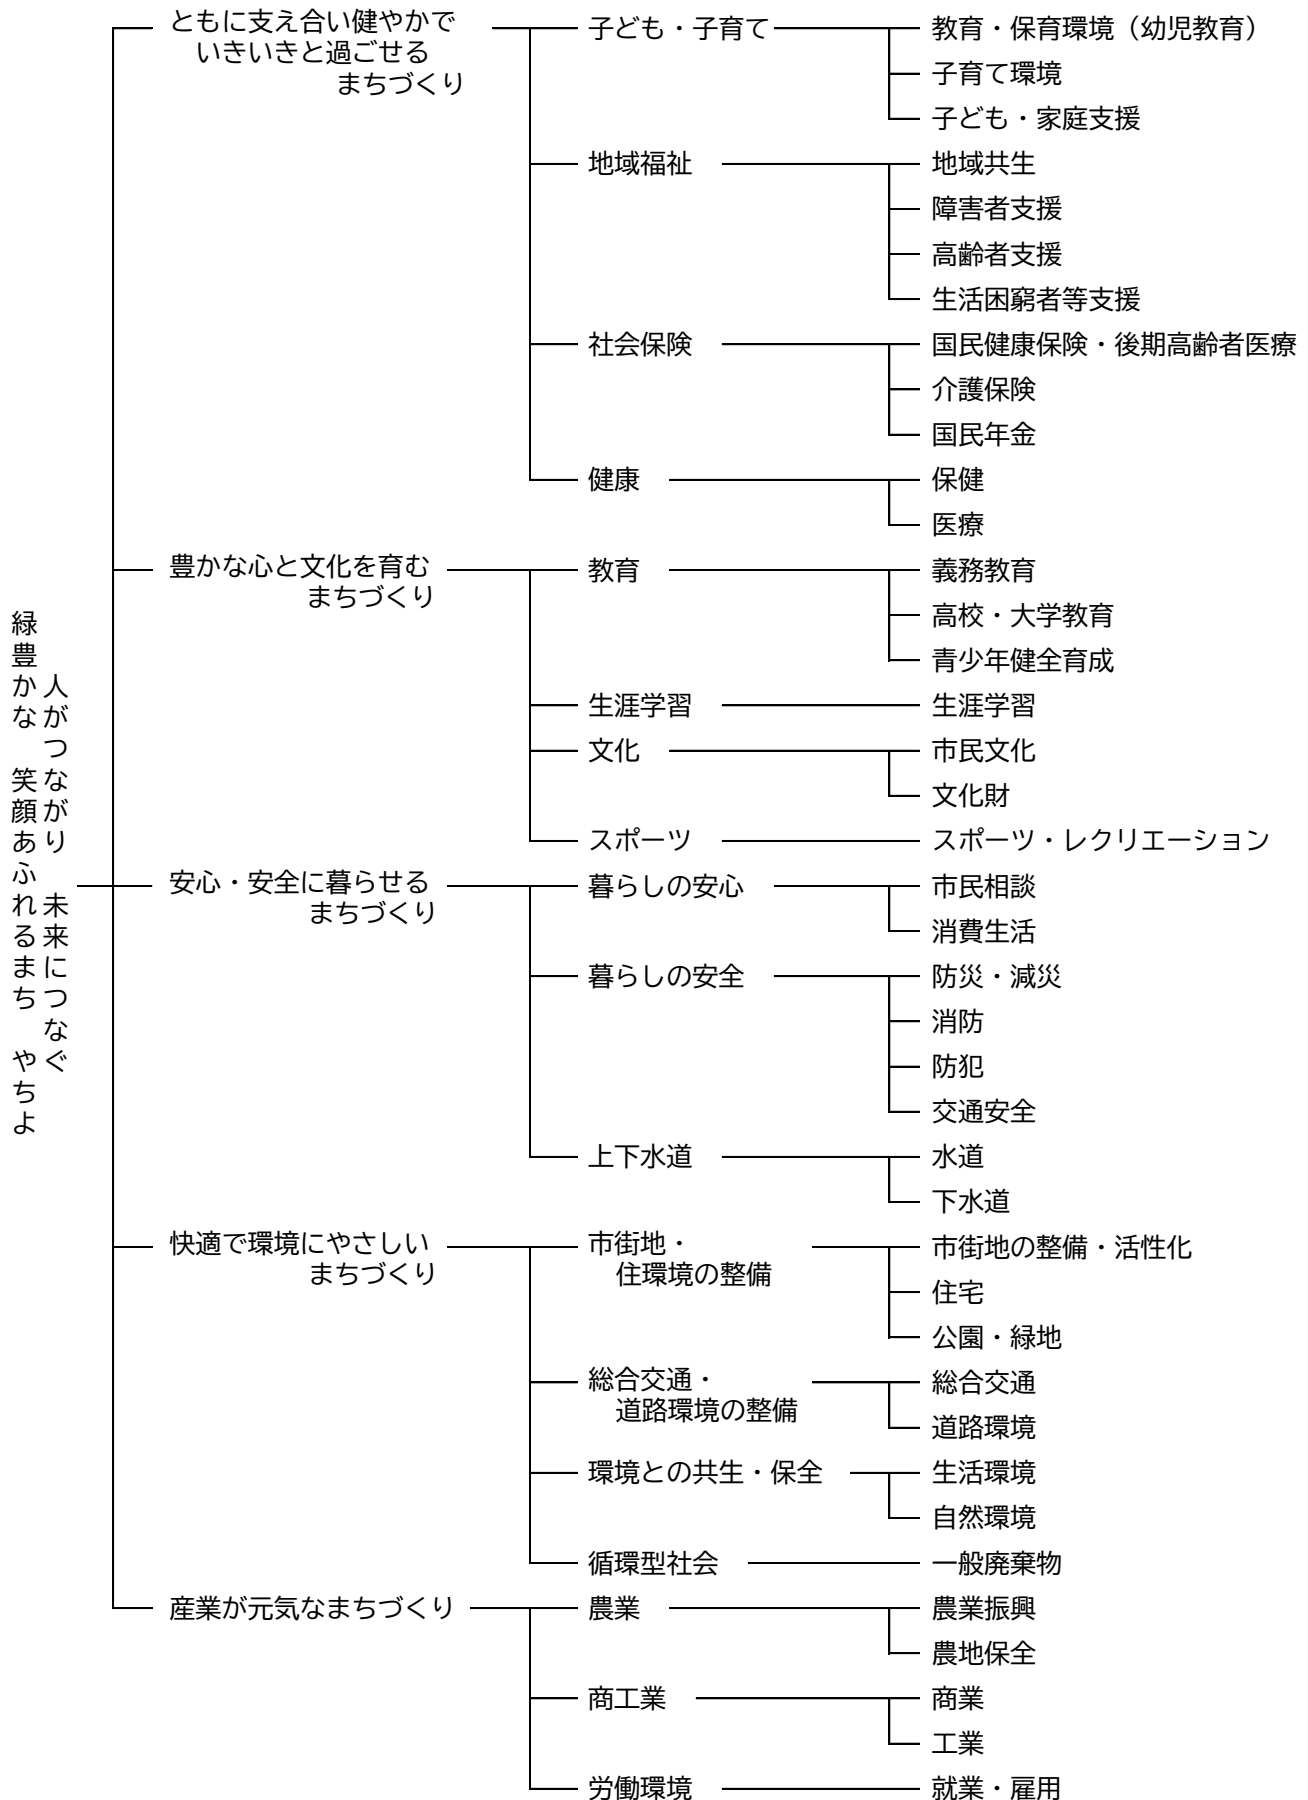 人がつながり　未来につなぐ
緑豊かな　笑顔あふれるまち　やちよ
ともに支え合い健やかで
いきいきと過ごせる
まちづくり
子ども・子育て
教育・保育環境（幼児教育）
子育て環境
子ども・家庭支援
地域福祉
地域共生
障害者支援
高齢者支援
生活困窮者等支援
社会保険
国民健康保険・後期高齢者医療
介護保険
国民年金
健康
保健
医療
豊かな心と文化を育む
まちづくり
教育
義務教育
高校・大学教育
青少年健全育成
生涯学習
生涯学習
文化
市民文化
文化財
スポーツ
スポーツ・レクリエーション
安心・安全に暮らせる
まちづくり
暮らしの安心
市民相談
消費生活
暮らしの安全
防災・減災
消防
防犯
交通安全
上下水道
水道
下水道
快適で環境にやさしい
まちづくり
市街地・
住環境の整備
市街地の整備・活性化
住宅
公園・緑地
総合交通・
道路環境の整備
総合交通
道路環境
環境との共生・保全
生活環境
自然環境
循環型社会
一般廃棄物
産業が元気なまちづくり
農業
農業振興
農地保全
商工業
商業
工業
労働環境
就業・雇用